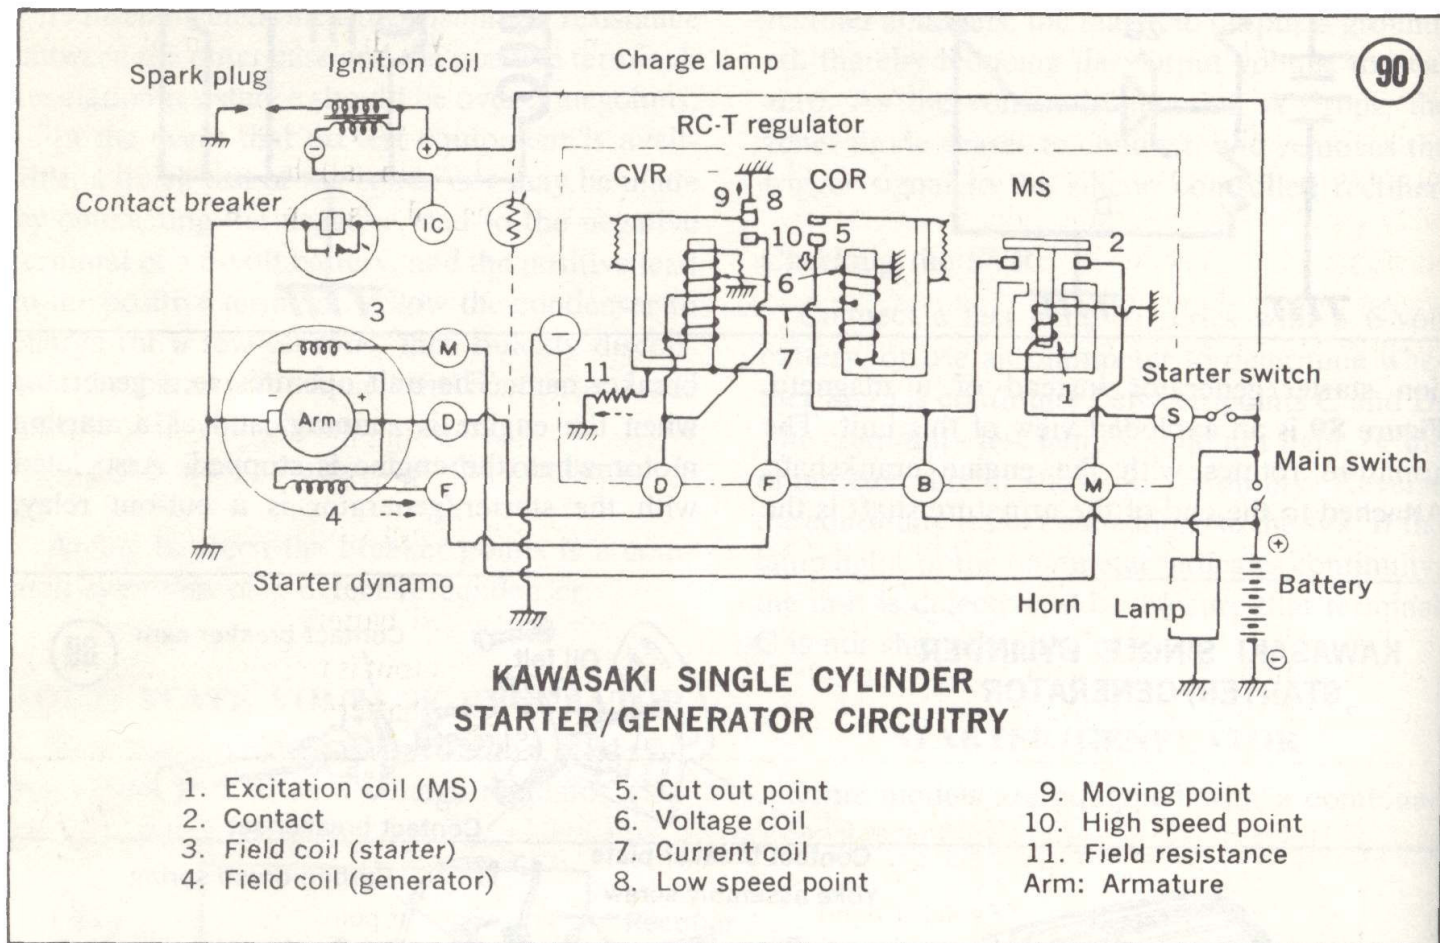 90
Spark plug
Ignition coil
Charge lamp
RC-T regulator
CVR
COR
MS
Contact breaker
IC
9
8
10
5
2
6
7
1
11
3
M
- Arm +
D
F
4
Starter dynamo
−
−
+
D
F
B
M
S
Starter switch
Main switch
+
Battery
−
Horn
Lamp
KAWASAKI SINGLE CYLINDER
STARTER/GENERATOR CIRCUITRY
1. Excitation coil (MS)
2. Contact
3. Field coil (starter)
4. Field coil (generator)
5. Cut out point
6. Voltage coil
7. Current coil
8. Low speed point
9. Moving point
10. High speed point
11. Field resistance
Arm: Armature